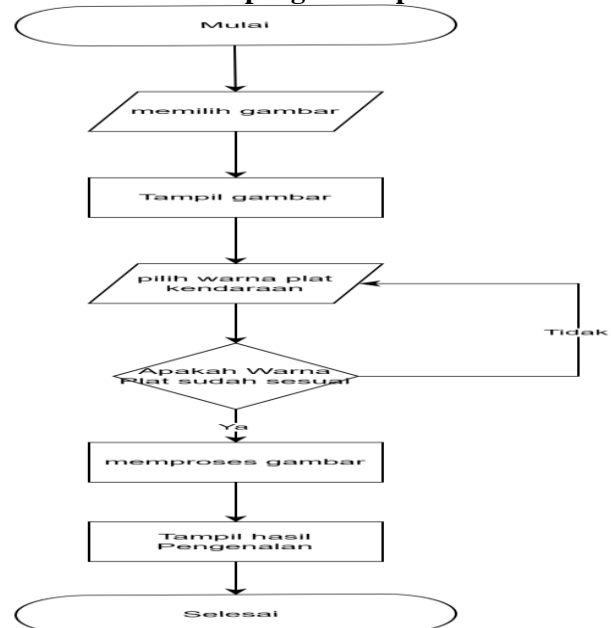 Mulai
memilih gambar
Tampil gambar
pilih warna plat
kendaraan
Tidak
Apakah Warna
Plat sudah sesuai
Ya
memproses gambar
Tampil hasil
Pengenalan
Selesai